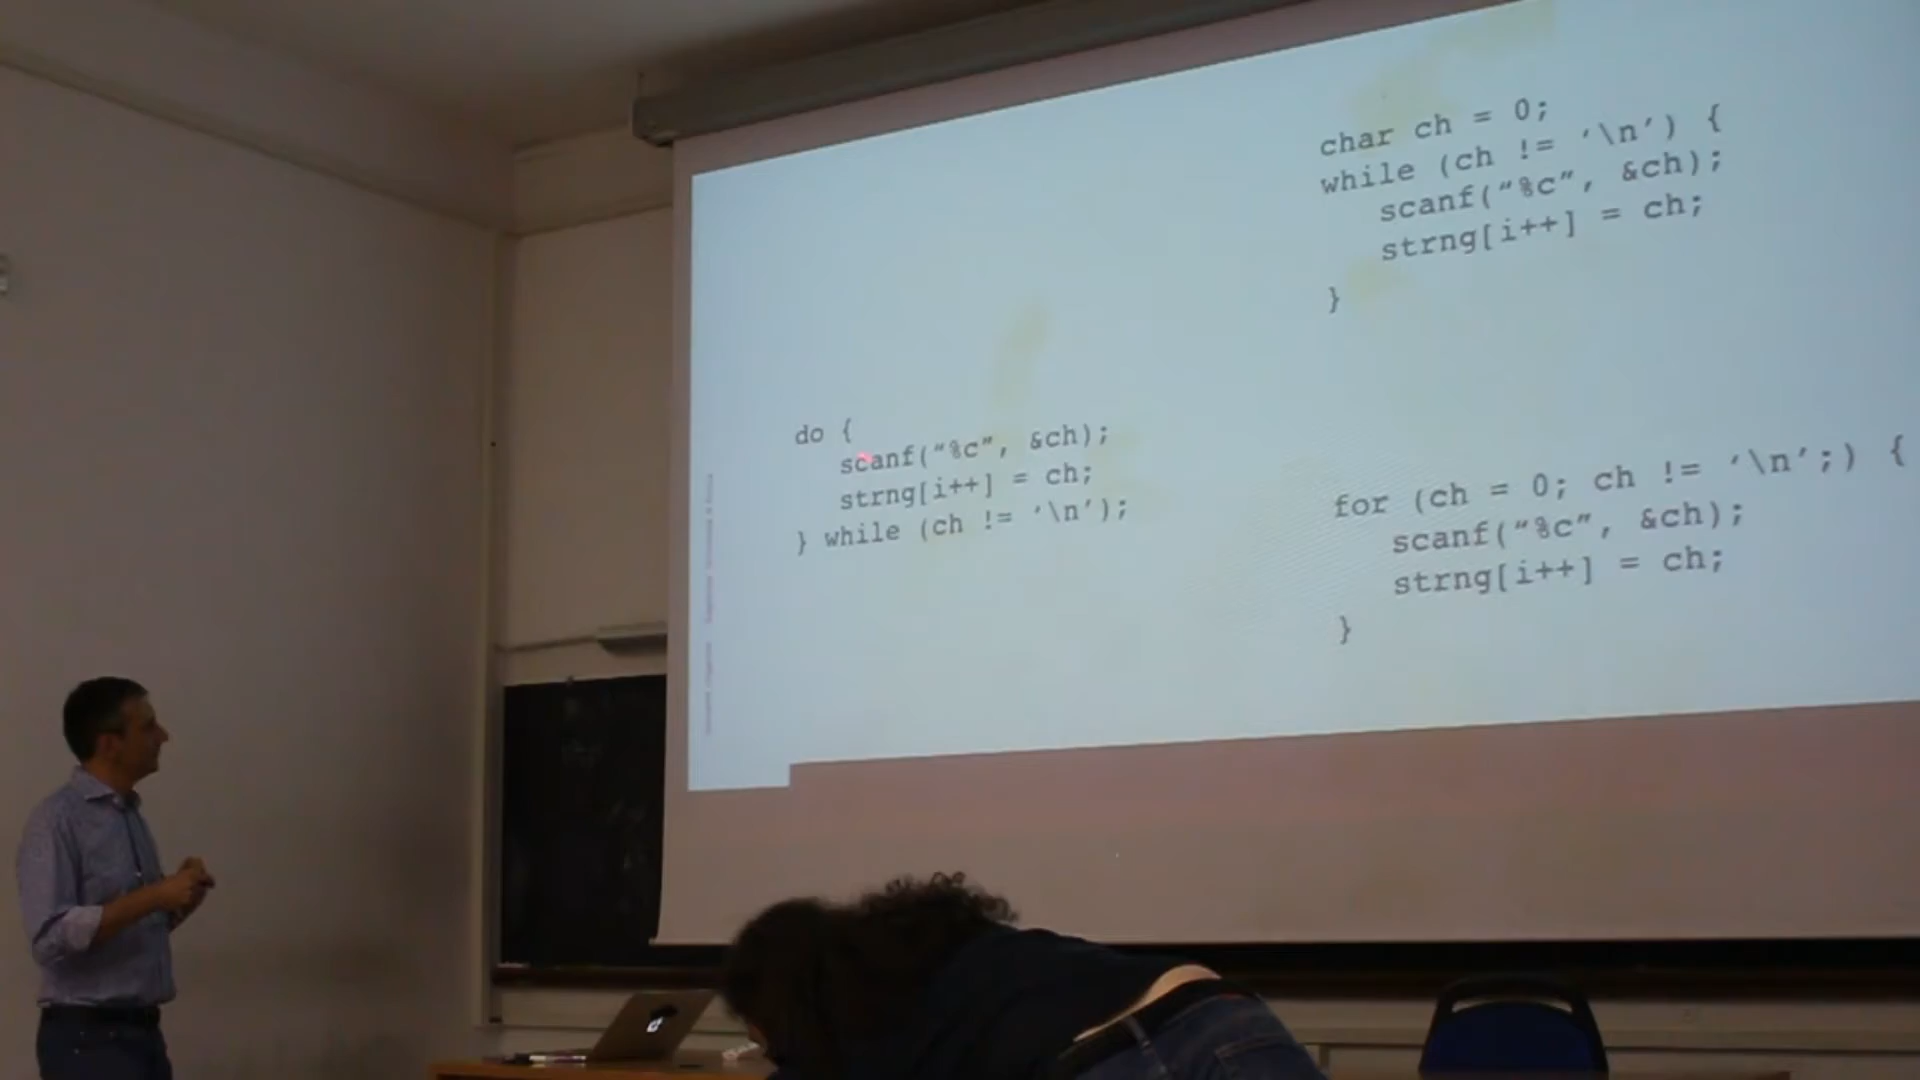 do {
scanf(“%c”, &ch);
strng[i++] = ch;
} while (ch != ‘\n’);
char ch = 0;
while (ch != ‘\n’) {
scanf(“%c”, &ch);
strng[i++] = ch;
}
for (ch = 0; ch != ‘\n’;) {
scanf(“%c”, &ch);
strng[i++] = ch;
}